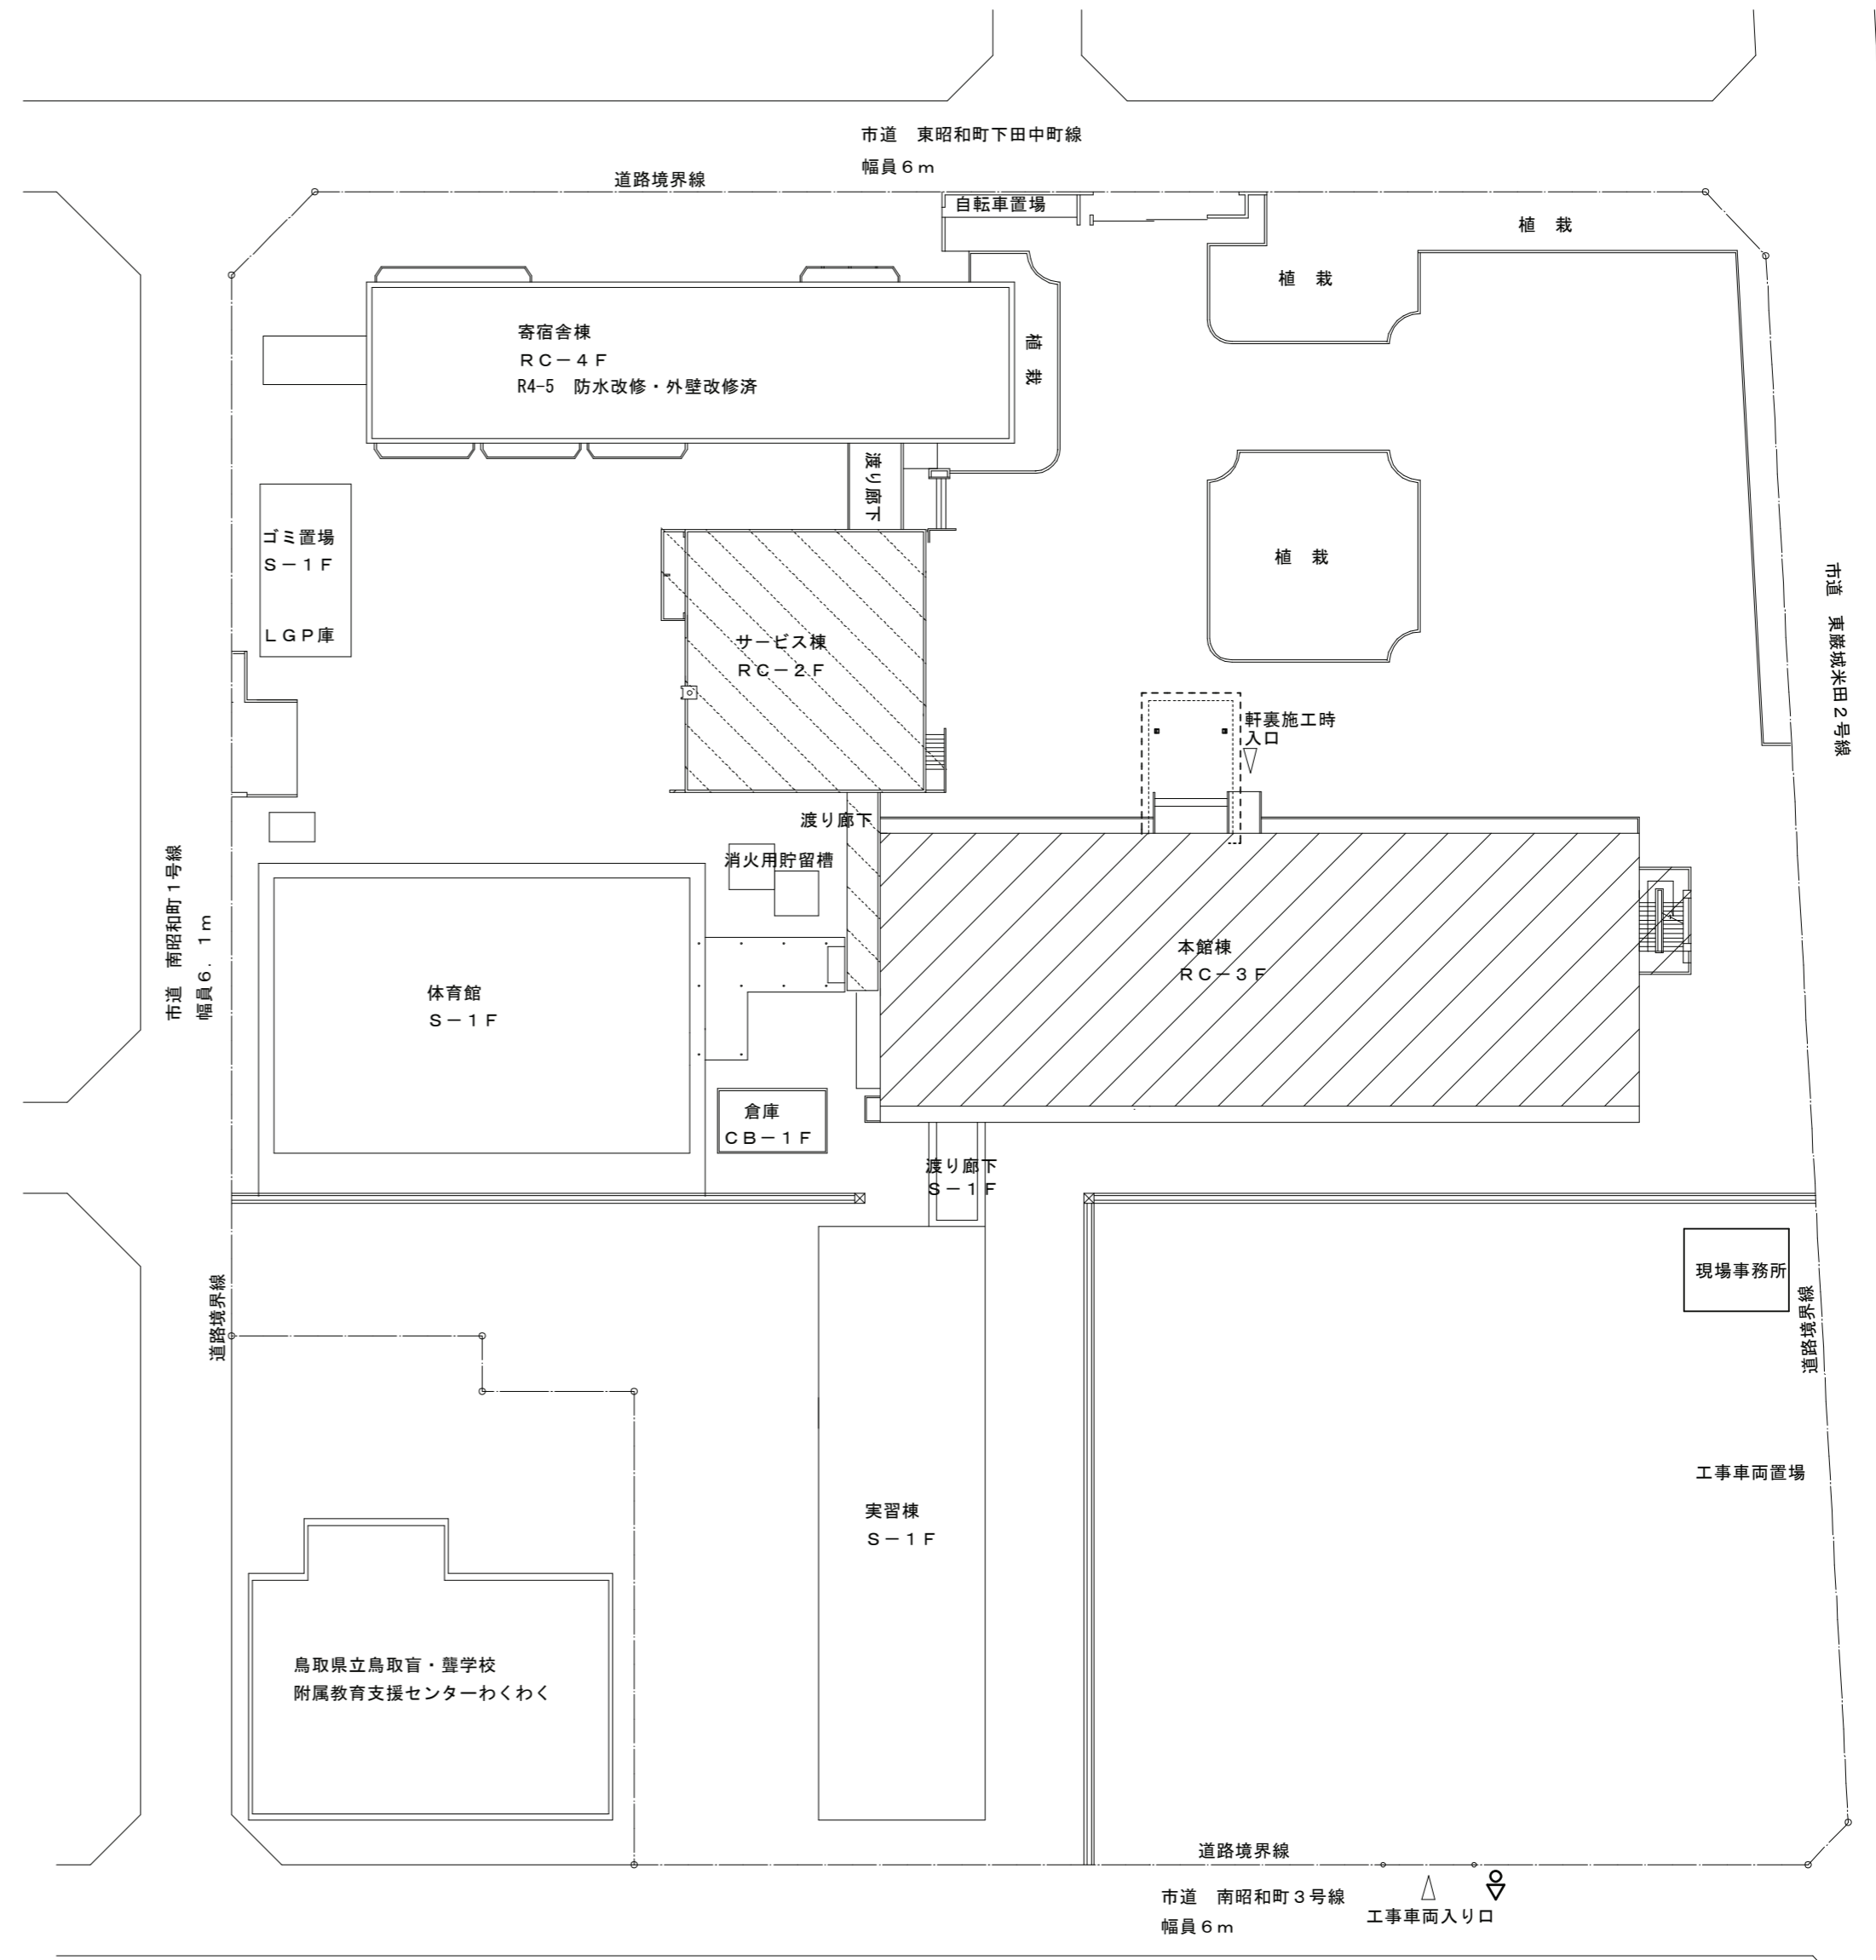 市道　東昭和町下田中町線
幅員６ｍ
道路境界線
自転車置場
植　栽
植　栽
寄宿舎棟
ＲＣ－４Ｆ
R4-5　防水改修・外壁改修済
植　栽
渡り廊下
ゴミ置場
Ｓ－１Ｆ
ＬＧＰ庫
植　栽
市道　東巌城米田２号線
サービス棟
ＲＣ－２Ｆ
軒裏施工時
入口
渡り廊下
消火用貯留槽
市道　南昭和町１号線
幅員６．１ｍ
本館棟
ＲＣ－３Ｆ
体育館
Ｓ－１Ｆ
倉庫
ＣＢ－１Ｆ
渡り廊下
Ｓ－１Ｆ
現場事務所
道路境界線
道路境界線
工事車両置場
実習棟
Ｓ－１Ｆ
鳥取県立鳥取盲・聾学校
附属教育支援センターわくわく
道路境界線
市道　南昭和町３号線
幅員６ｍ
工事車両入り口